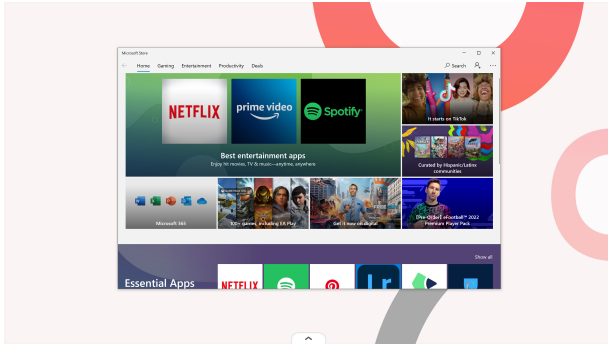 Microsoft Store
Home Gaming Entertainment Productivity Deals Search
NETFLIX
prime video
Spotify
Best entertainment apps
Enjoy hit movies, TV & music—anytime, anywhere
It starts on TikTok
Curated by Hispanic/Latinx
communities
Microsoft 365
100+ games, including EA Play
Get it now on digital
[Pre-Order] eFootball™ 2022
Premium Player Pack
Show all
Essential Apps
NETFLIX
Lr